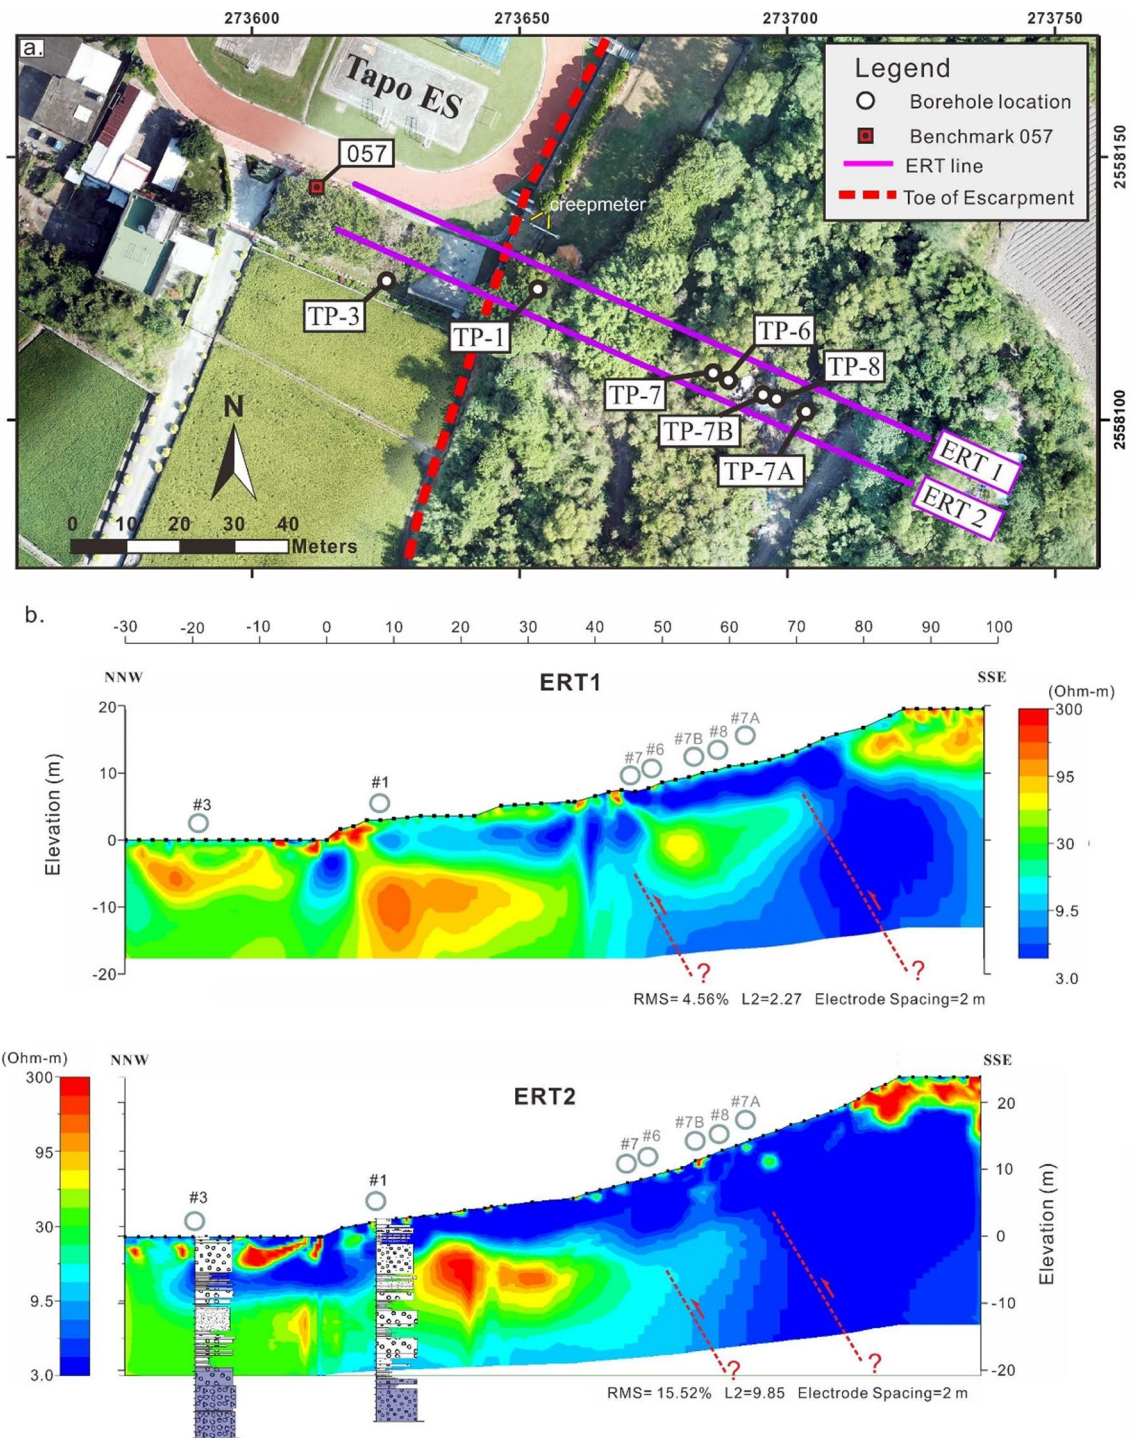 273600 273650 273700 273750
a.
Tapo ES
Legend
Borehole location
Benchmark 057
ERT line
Toe of Escarpment
2558150
2558100
057
creepmeter
TP-3
TP-1
TP-6
TP-8
TP-7
TP-7B
TP-7A
ERT 1
ERT 2
N
0 10 20 30 40
Meters
b.
-30 -20 -10 0 10 20 30 40 50 60 70 80 90 100
NNW
ERT1
SSE
(Ohm-m)
300
95
30
9.5
3.0
Elevation (m)
20
10
0
-10
-20
#3
#1
#7
#6
#7B
#8
#7A
?
?
RMS= 4.56% L2=2.27 Electrode Spacing=2 m
(Ohm-m)
NNW
ERT2
SSE
300
95
30
9.5
3.0
#3
#1
#7
#6
#7B
#8
#7A
20
10
0
-10
-20
Elevation (m)
?
?
RMS= 15.52% L2=9.85 Electrode Spacing=2 m